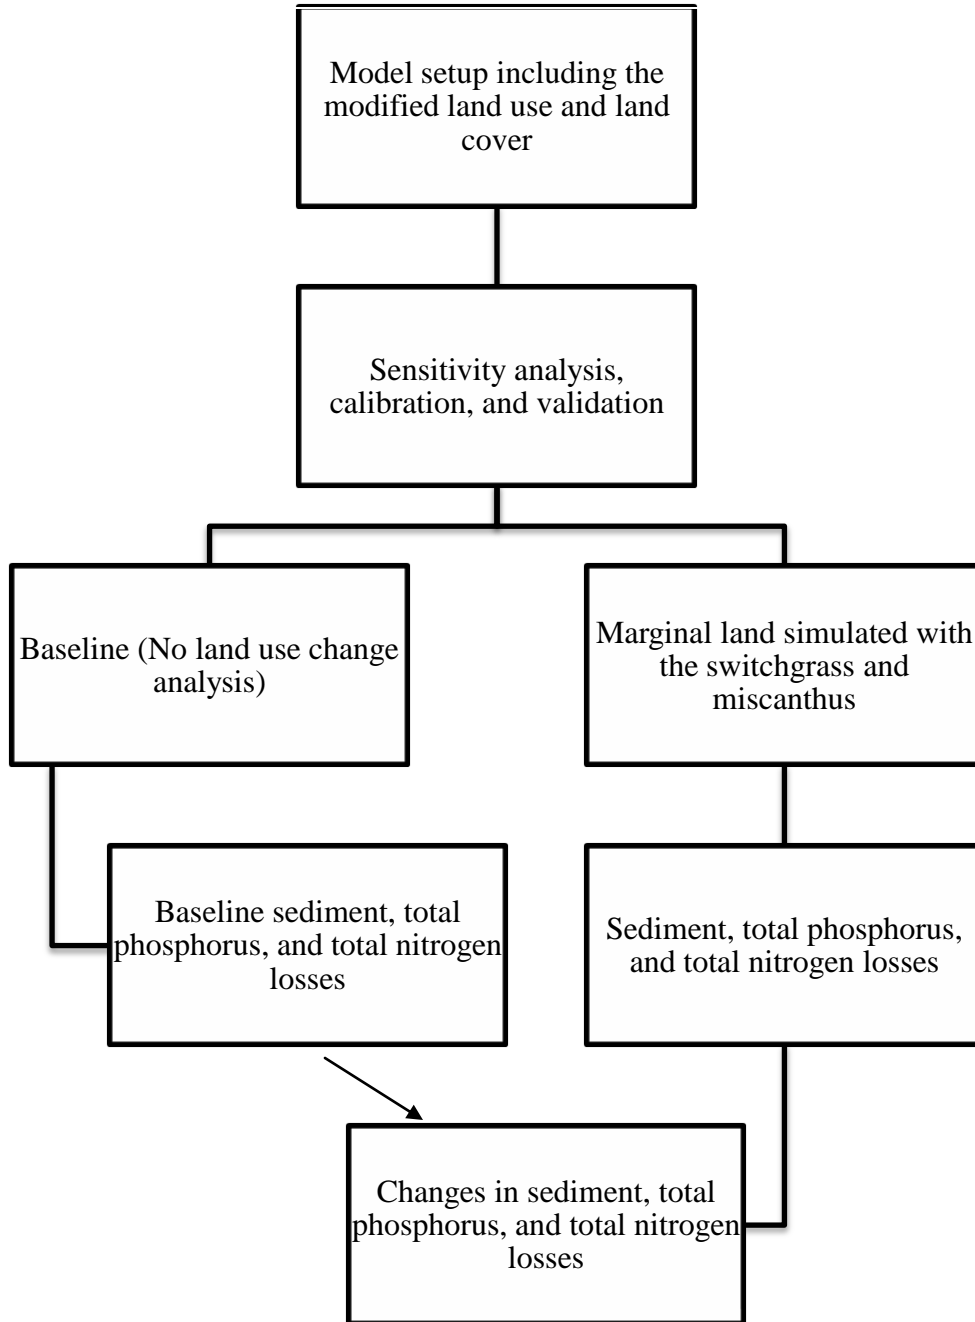 Model setup including the
modified land use and land
cover
Sensitivity analysis,
calibration, and validation
Baseline (No land use change
analysis)
Marginal land simulated with
the switchgrass and
miscanthus
Baseline sediment, total
phosphorus, and total nitrogen
losses
Sediment, total phosphorus,
and total nitrogen losses
Changes in sediment, total
phosphorus, and total nitrogen
losses